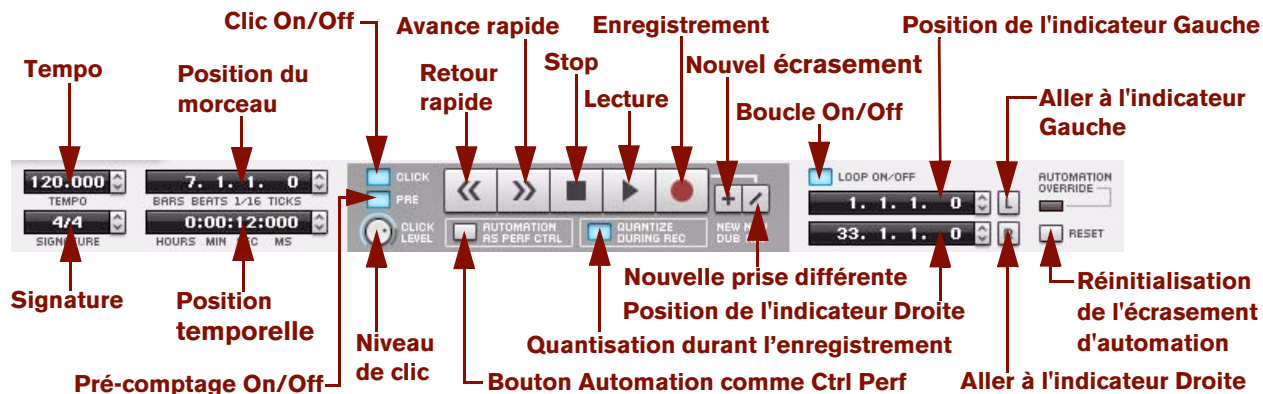 Clic On/Off
Avance rapide
Enregistrement
Position de l'indicateur Gauche
Tempo
Position du
morceau
Retour
rapide
Stop
Lecture
Nouvel écrasement
Boucle On/Off
Aller à l'indicateur
Gauche
120.000
TEMPO
4/4
SIGNATURE
7. 1. 1. 0
BARS BEATS 1/16 TICKS
0:00:12:000
HOURS MIN SEC MS
CLICK
PRE
CLICK
LEVEL
AUTOMATION
AS PERF CTRL
QUANTIZE
DURING REC
NEW
DUB
LOOP ON/OFF
1. 1. 1. 0
L
33. 1. 1. 0
R
AUTOMATION
OVERRIDE
RESET
Signature
Position
temporelle
Niveau
de clic
Pré-comptage On/Off
Nouvelle prise différente
Position de l'indicateur Droite
Quantisation durant l’enregistrement
Bouton Automation comme Ctrl Perf
Réinitialisation
de l'écrasement
d'automation
Aller à l'indicateur Droite